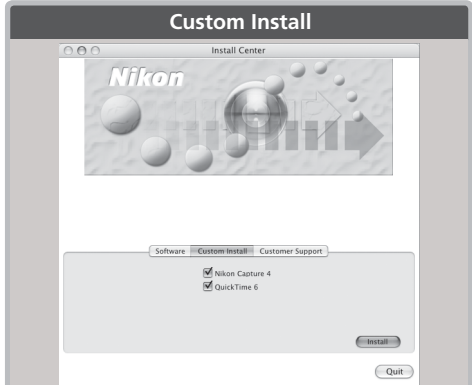 Custom Install
Install Center
Nikon
Software Custom Install Customer Support
Nikon Capture 4
QuickTime 6
Install
Quit